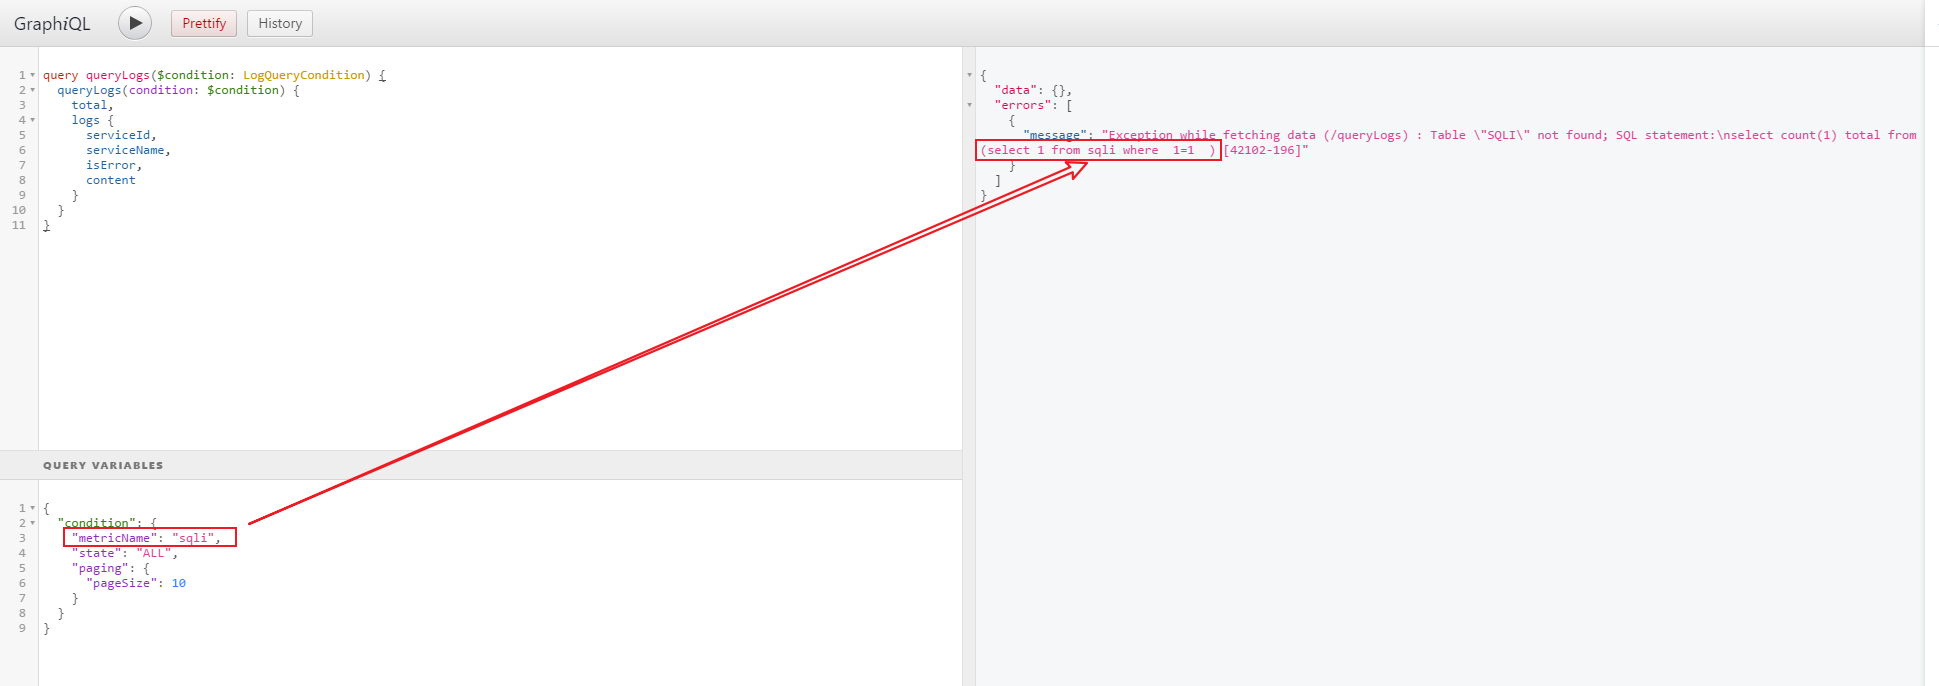 GraphiQL Prettify History
1 query queryLogs($condition: LogQueryCondition) {
2 queryLogs(condition: $condition) {
3 total,
4 logs {
5 serviceId,
6 serviceName,
7 isError,
8 content
9 }
10 }
11 }
QUERY VARIABLES
1 {
2 "condition": {
3 "metricName": "sqli",
4 "state": "ALL",
5 "paging": {
6 "pageSize": 10
7 }
8 }
9 }
{
"data": {},
"errors": [
{
"message": "Exception while fetching data (/queryLogs) : Table \"SQLI\" not found; SQL statement:\nselect count(1) total from
(select 1 from sqli where  1=1  ) [42102-196]"
}
]
}